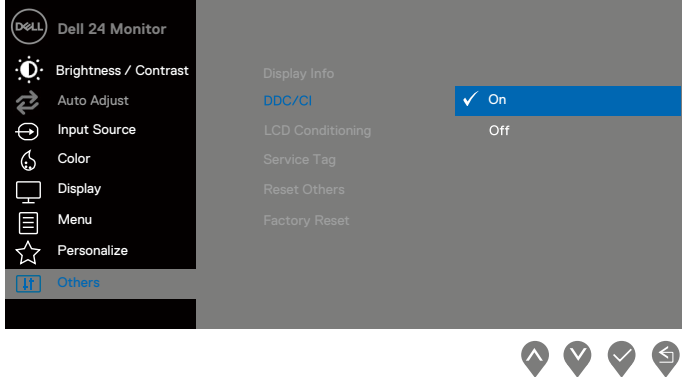 DELL
Dell 24 Monitor
Brightness / Contrast
Auto Adjust
Input Source
Color
Display
Menu
Personalize
Others
Display Info
DDC/CI
LCD Conditioning
Service Tag
Reset Others
Factory Reset
On
Off